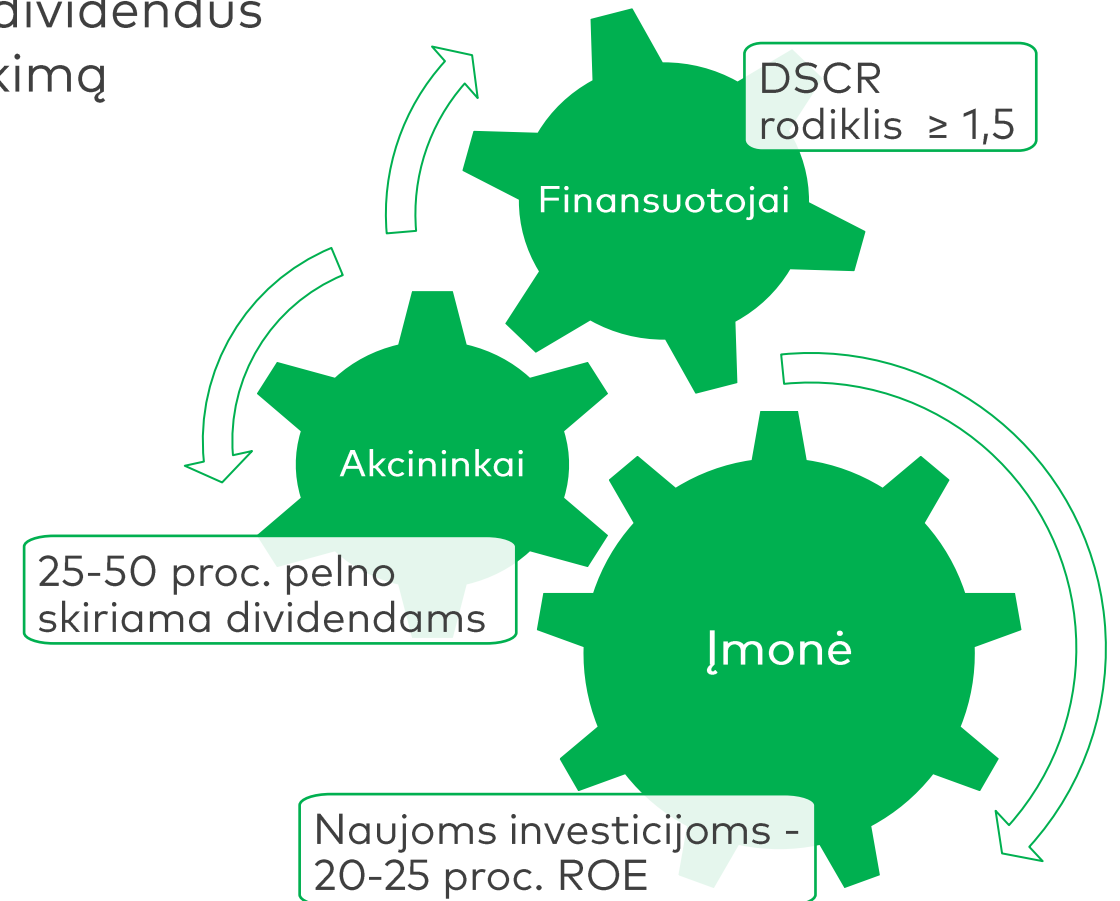 dividendus
DSCR
rodiklis ≥ 1,5
Finansuotojai
Akcininkai
25-50 proc. pelno
skiriama dividendams
Įmonė
Naujoms investicijoms -
20-25 proc. ROE